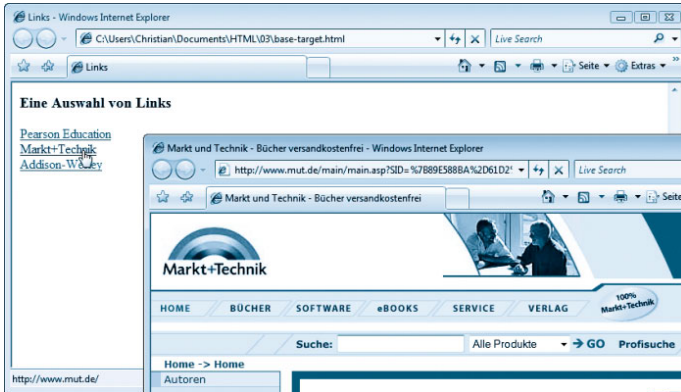 Links - Windows Internet Explorer
C:\Users\Christian\Documents\HTML\03\base-target.html
Live Search
Links
Seite
Extras
Eine Auswahl von Links
Pearson Education
Markt+Technik
Addison-Wesley
Markt und Technik - Bücher versandkostenfrei - Windows Internet Explorer
http://www.mut.de/main/main.asp?SID=%7B89E588BA%2D61D2
Live Search
Markt und Technik - Bücher versandkostenfrei
Seite
Markt+Technik
100%
Markt+Technik
HOME BÜCHER SOFTWARE eBOOKS SERVICE VERLAG
Suche: Alle Produkte GO Profisuche
Home -> Home
Autoren
http://www.mut.de/